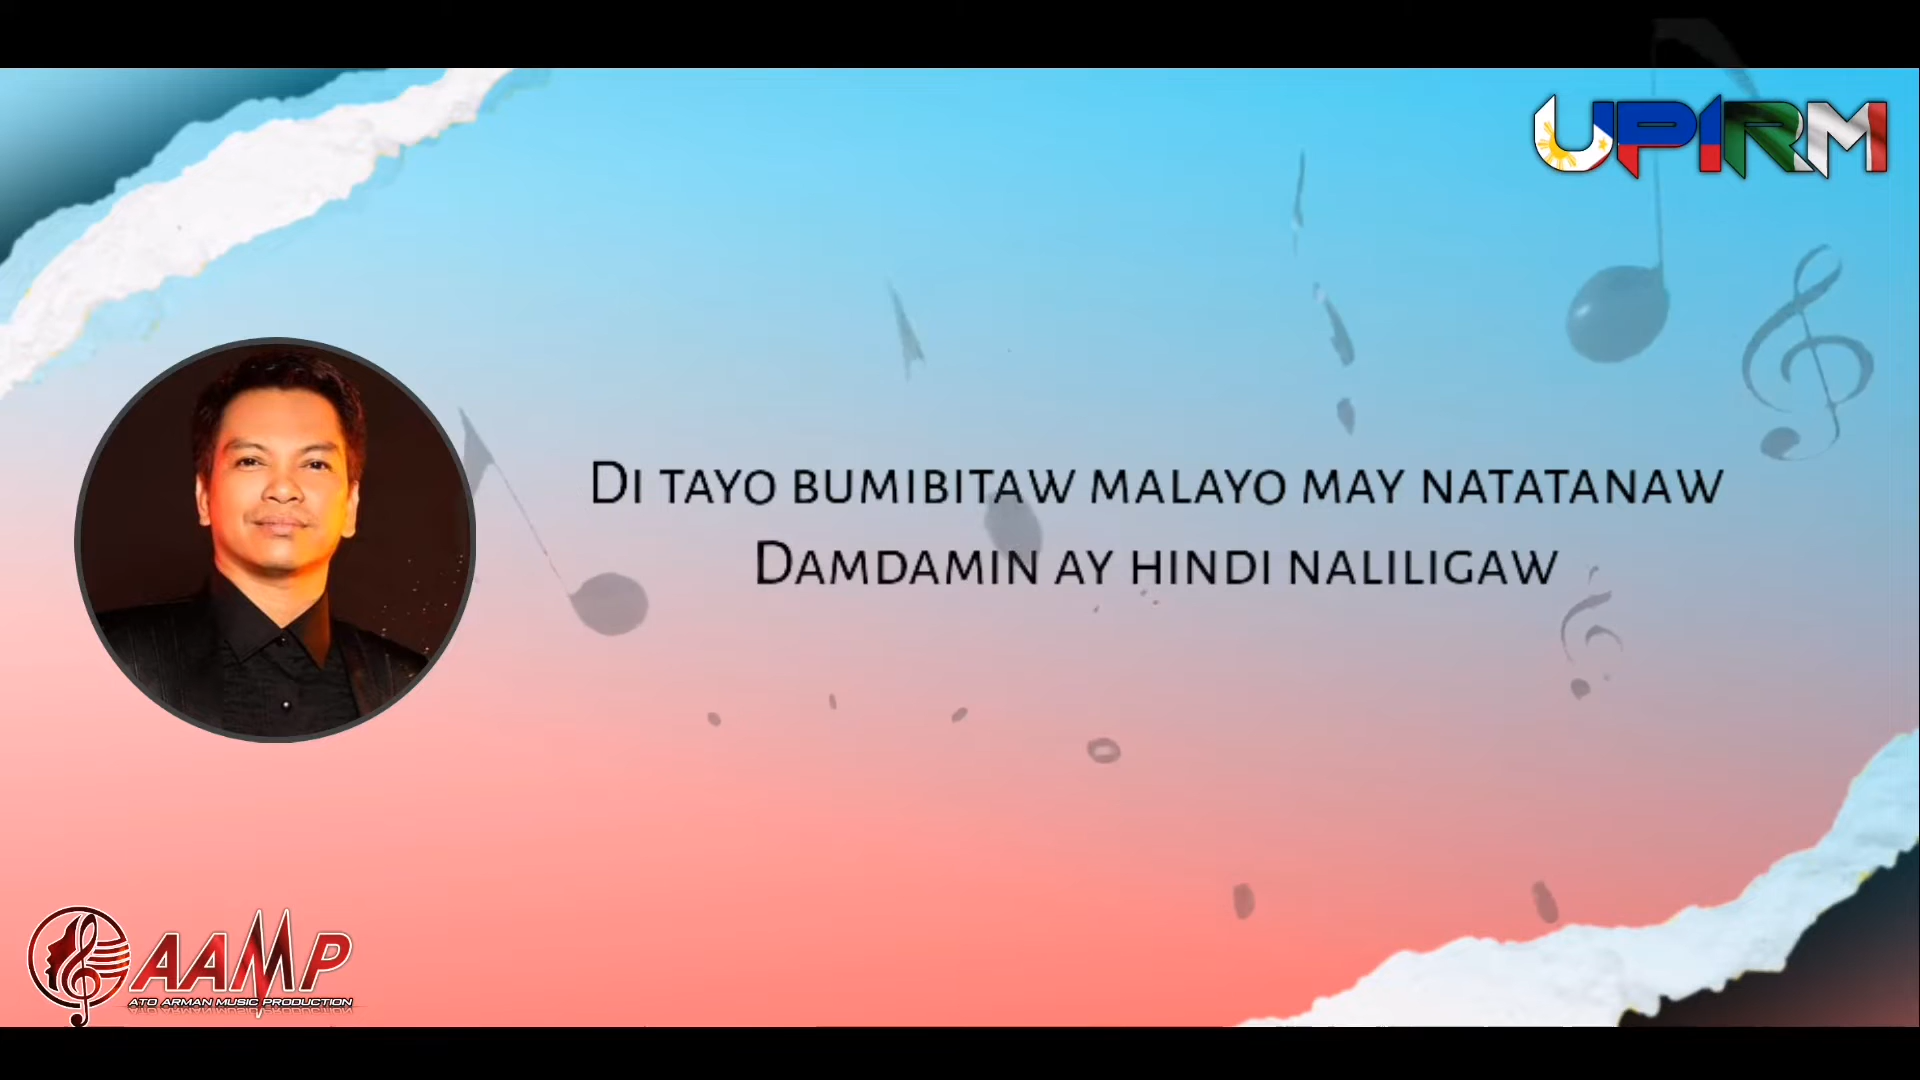 UPIRM
Di tayo bumibitaw malayo may natatanaw
Damdamin ay hindi naliligaw
AAMP
ATO ARMAN MUSIC PRODUCTION